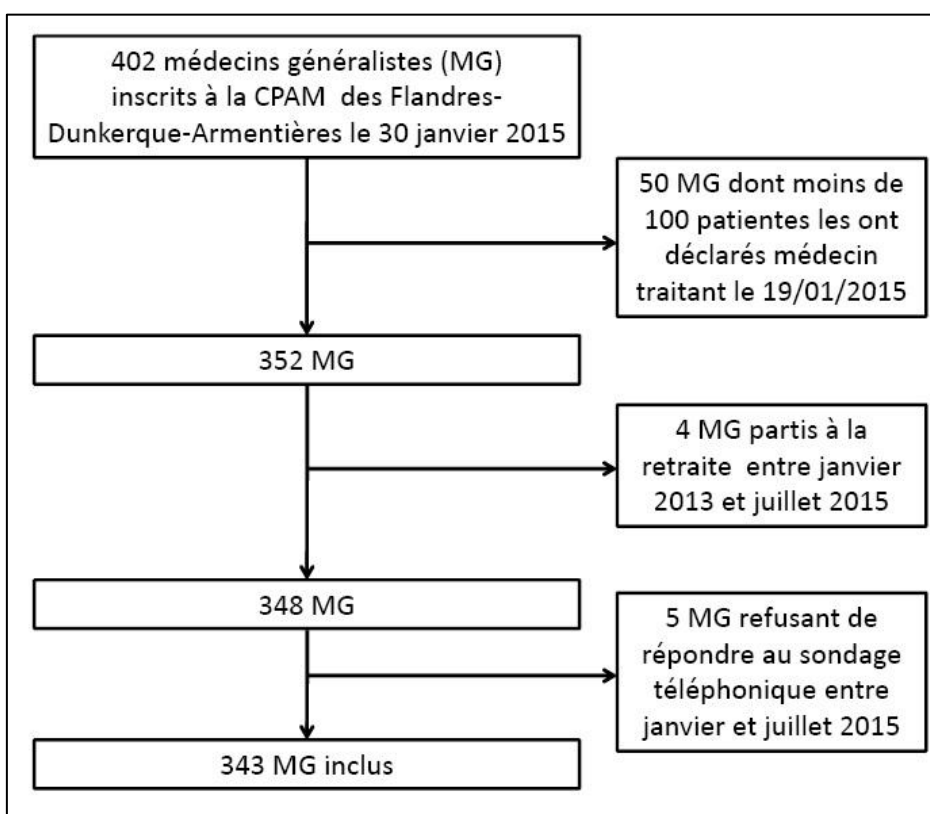 402 médecins généralistes (MG)
inscrits à la CPAM des Flandres-
Dunkerque-Armentières le 30 janvier 2015
50 MG dont moins de
100 patientes les ont
déclarés médecin
traitant le 19/01/2015
352 MG
4 MG partis à la
retraite entre janvier
2013 et juillet 2015
348 MG
5 MG refusant de
répondre au sondage
téléphonique entre
janvier et juillet 2015
343 MG inclus